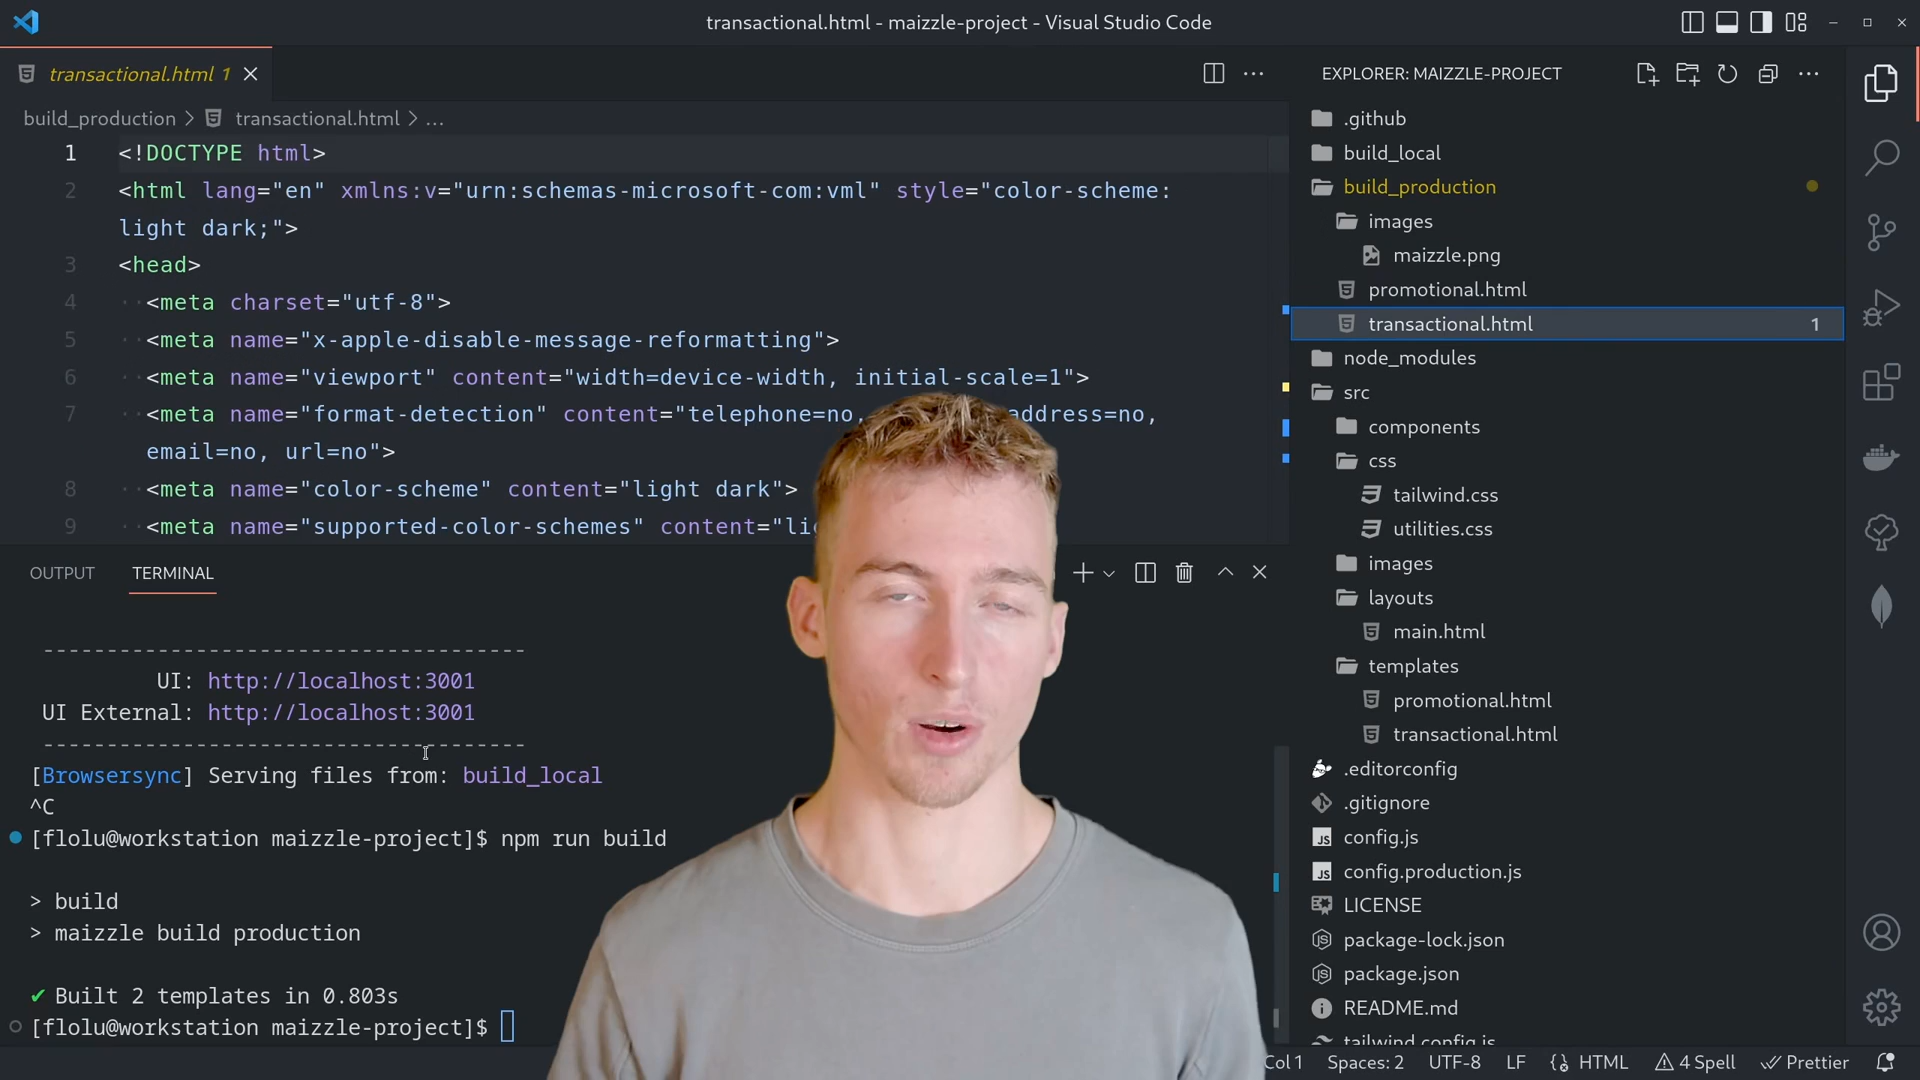 transactional.html - maizzle-project - Visual Studio Code
transactional.html 1
build_production > transactional.html > ...
1 <!DOCTYPE html>
2 <html lang="en" xmlns:v="urn:schemas-microsoft-com:vml" style="color-scheme:
light dark;">
3 <head>
4 <meta charset="utf-8">
5 <meta name="x-apple-disable-message-reformatting">
6 <meta name="viewport" content="width=device-width, initial-scale=1">
7 <meta name="format-detection" content="telephone=no, address=no,
email=no, url=no">
8 <meta name="color-scheme" content="light dark">
9 <meta name="supported-color-schemes" content="li
OUTPUT TERMINAL
---------------------------------------
UI: http://localhost:3001
UI External: http://localhost:3001
---------------------------------------
[Browsersync] Serving files from: build_local
^C
[flolu@workstation maizzle-project]$ npm run build
> build
> maizzle build production
✔ Built 2 templates in 0.803s
[flolu@workstation maizzle-project]$
EXPLORER: MAIZZLE-PROJECT
.github
build_local
build_production
images
maizzle.png
promotional.html
transactional.html 1
node_modules
src
components
css
tailwind.css
utilities.css
images
layouts
main.html
templates
promotional.html
transactional.html
.editorconfig
.gitignore
JS config.js
JS config.production.js
LICENSE
package-lock.json
package.json
README.md
tailwind.config.js
Col 1 Spaces: 2 UTF-8 LF HTML 4 Spell Prettier